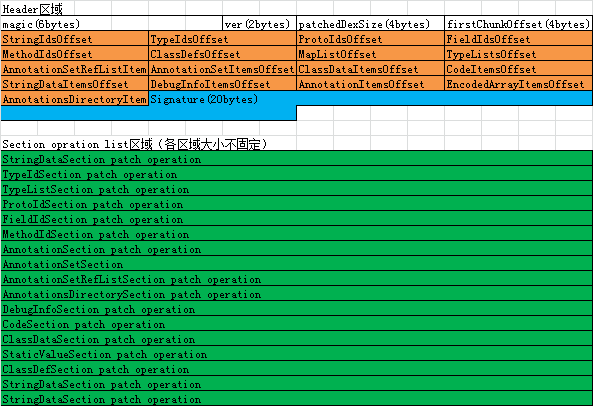 Header区域
magic(6bytes) ver(2bytes) patchedDexSize(4bytes) firstChunkOffset(4bytes)
StringIdsOffset TypeIdsOffset ProtoIdsOffset FieldIdsOffset
MethodIdsOffset ClassDefsOffset MapListOffset TypeListsOffset
AnnotationSetRefListItem AnnotationSetItemsOffset ClassDataItemsOffset CodeItemsOffset
StringDataItemsOffset DebugInfoItemsOffset AnnotationItemsOffset EncodedArrayItemsOffset
AnnotationsDirectoryItem Signature(20bytes)
Section opration list区域(各区域大小不固定)
StringDataSection patch operation
TypeIdSection patch operation
TypeListSection patch operation
ProtoIdSection patch operation
FieldIdSection patch operation
MethodIdSection patch operation
AnnotationSection patch operation
AnnotationSetSection
AnnotationSetRefListSection patch operation
AnnotationsDirectorySection patch operation
DebugInfoSection patch operation
CodeSection patch operation
ClassDataSection patch operation
StaticValueSection patch operation
ClassDefSection patch operation
StringDataSection patch operation
StringDataSection patch operation